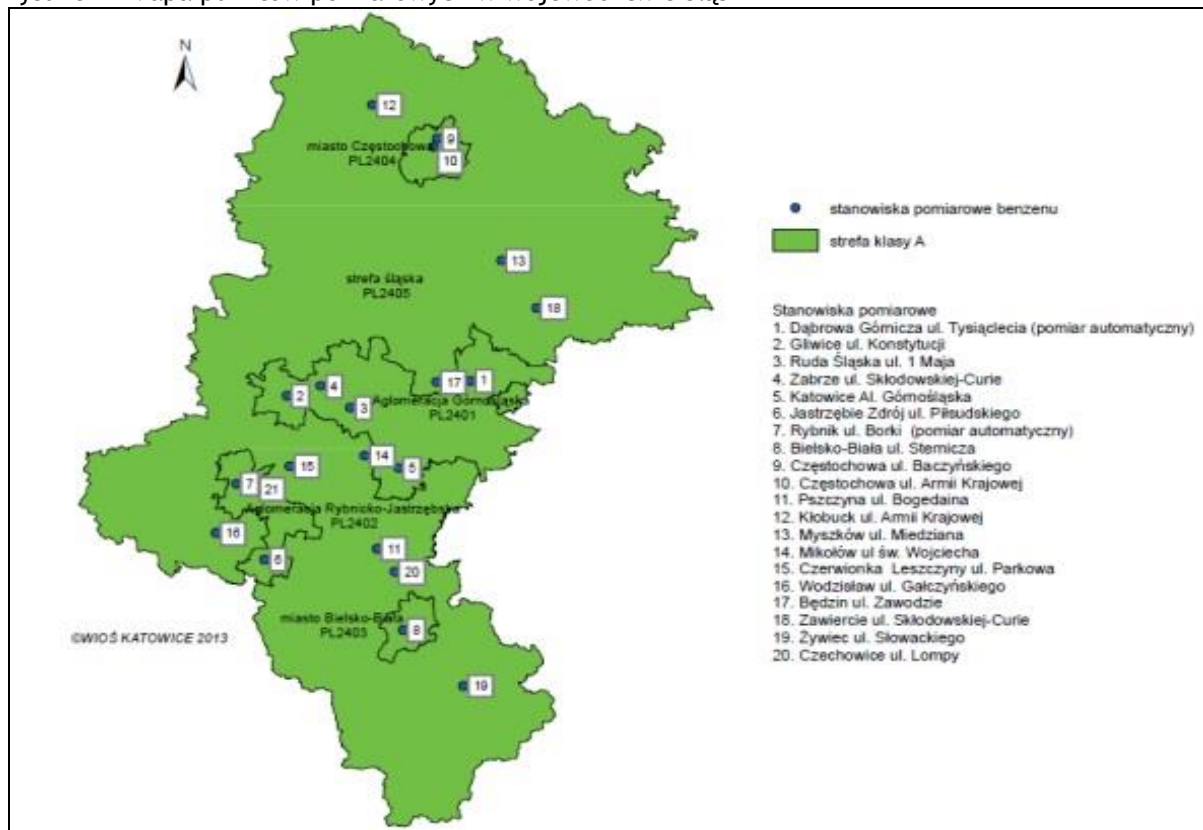 N
12
9
miasto Częstochowa
PL2404
10
13
strefa śląska
PL2405
18
4
17
1
2
3
Aglomeracja Górnośląska
PL2401
14
15
5
7
21
Aglomeracja Rybnicko-Jastrzębska
PL2402
16
11
6
20
miasto Bielsko-Biała
PL2403
8
19
©WIOŚ KATOWICE 2013
stanowiska pomiarowe benzenu
strefa klasy A
Stanowiska pomiarowe
1. Dąbrowa Górnicza ul. Tysiąclecia (pomiar automatyczny)
2. Gliwice ul. Konstytucji
3. Ruda Śląska ul. 1 Maja
4. Zabrze ul. Skłodowskiej-Curie
5. Katowice Al. Górnośląska
6. Jastrzębie Zdrój ul. Piłsudskiego
7. Rybnik ul. Borki (pomiar automatyczny)
8. Bielsko-Biała ul. Sternicza
9. Częstochowa ul. Baczyńskiego
10. Częstochowa ul. Armii Krajowej
11. Pszczyna ul. Bogedaina
12. Kłobuck ul. Armii Krajowej
13. Myszków ul. Miedziana
14. Mikołów ul św. Wojciecha
15. Czerwionka Leszczyny ul. Parkowa
16. Wodzisław ul. Gałczyńskiego
17. Będzin ul. Zawodzie
18. Zawiercie ul. Skłodowskiej-Curie
19. Żywiec ul. Słowackiego
20. Czechowice ul. Lompy